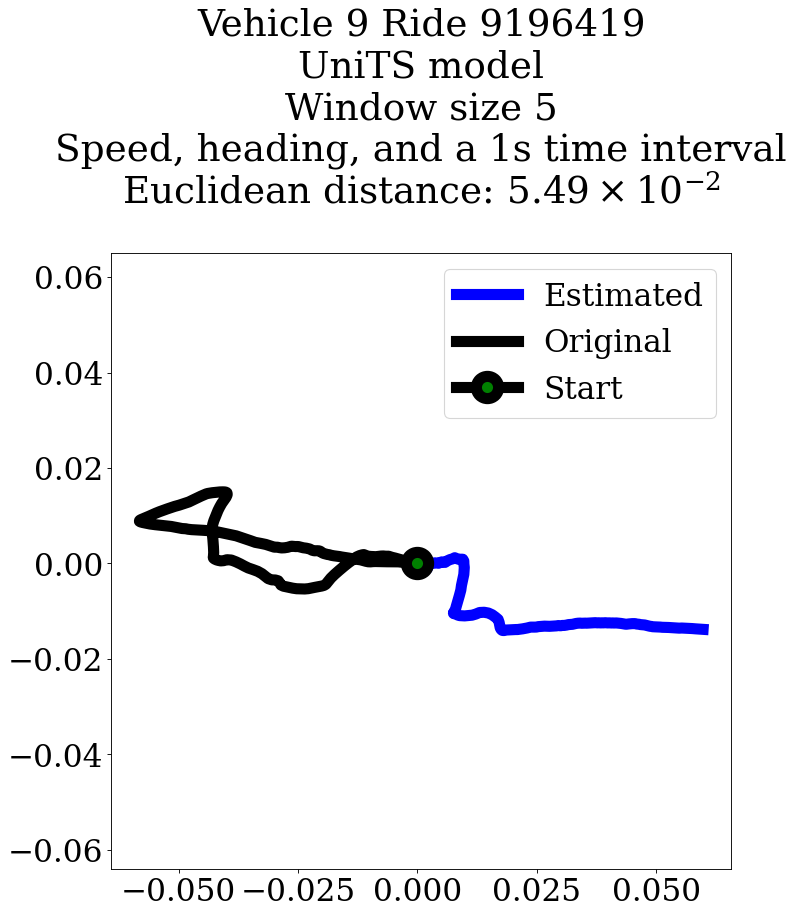 Vehicle 9 Ride 9196419
UniTS model
Window size 5
Speed, heading, and a 1s time interval
Euclidean distance: 5.49 × 10⁻²
Estimated
Original
Start
0.06
0.04
0.02
0.00
−0.02
−0.04
−0.06
−0.050 −0.025 0.000 0.025 0.050